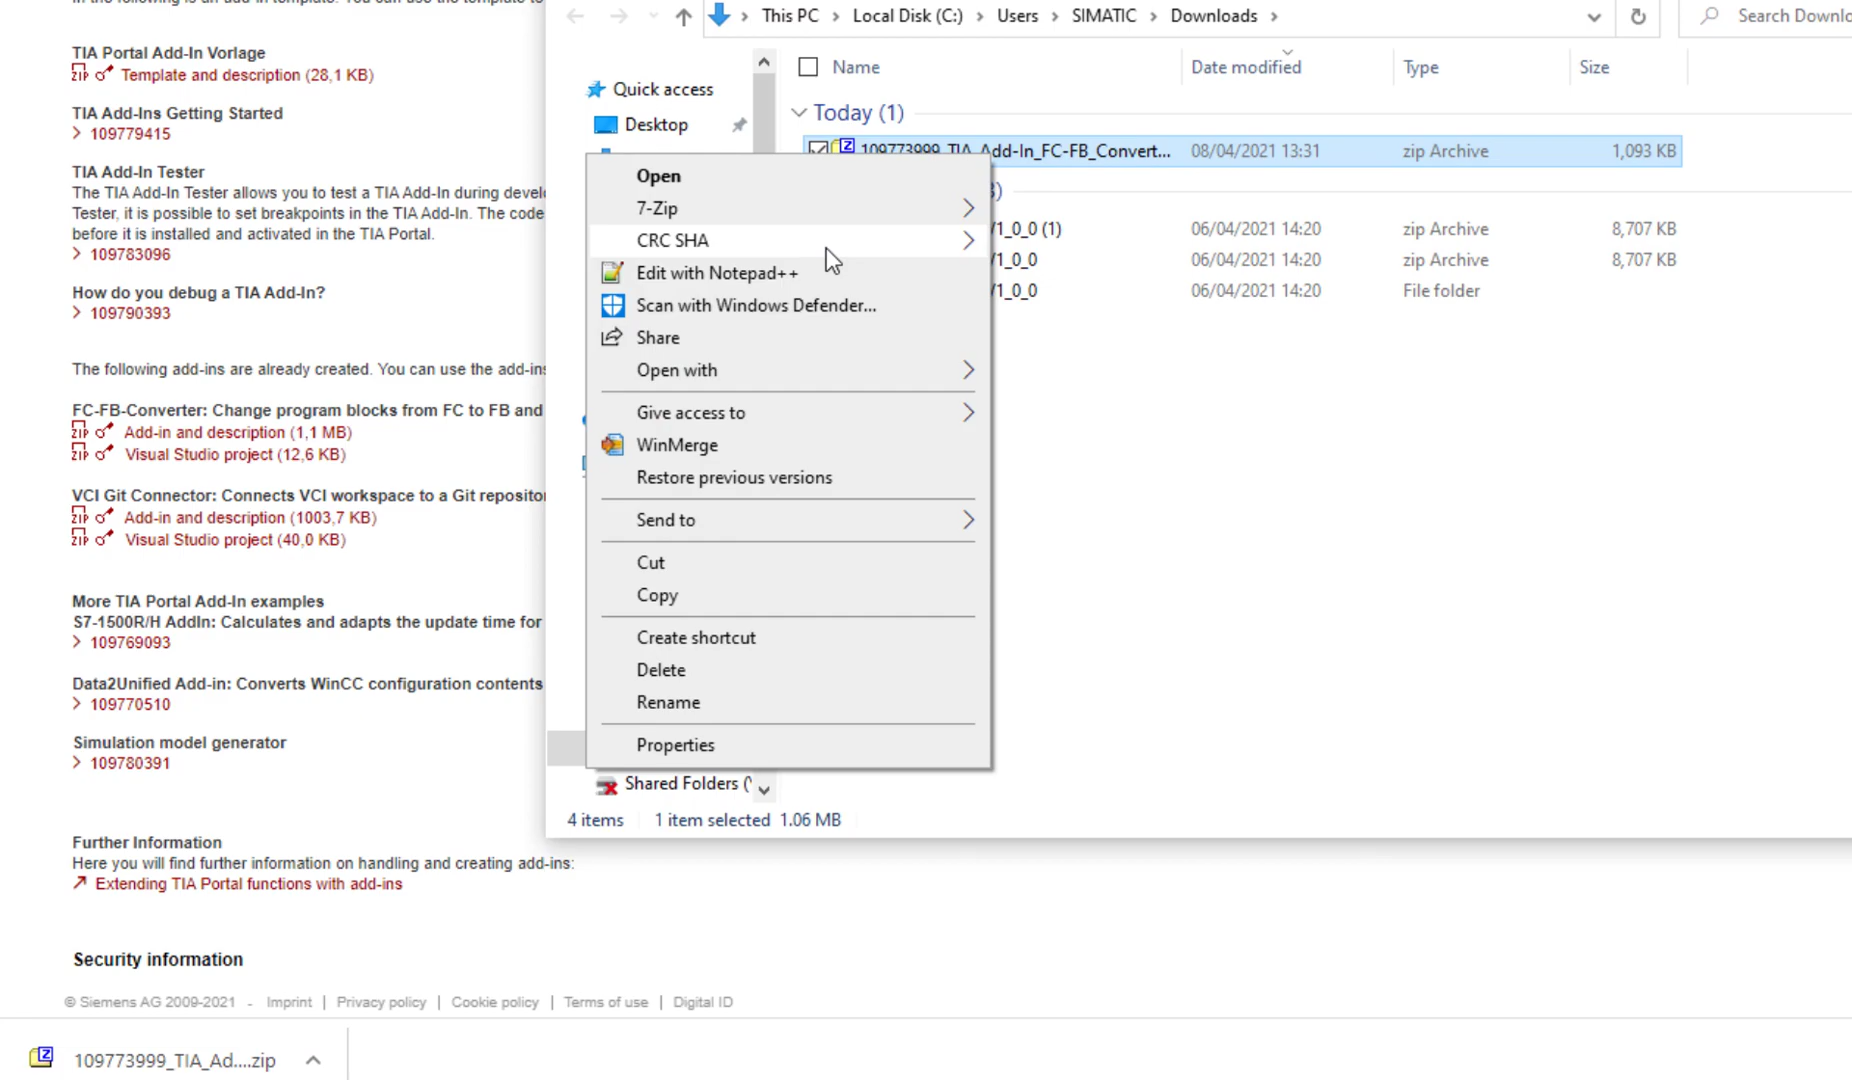 TIA Portal Add-In Vorlage
Template and description (28,1 KB)
TIA Add-Ins Getting Started
109779415
TIA Add-In Tester
The TIA Add-In Tester allows you to test a TIA Add-In during
Tester, it is possible to set breakpoints in the TIA Add-In. The code
before it is installed and activated in the TIA Portal.
109783096
How do you debug a TIA Add-In?
109790393
The following add-ins are already created. You can use the
FC-FB-Converter: Change program blocks from FC to FB and
ZIP Add-in and description (1,1 MB)
ZIP Visual Studio project (12,6 KB)
VCI Git Connector: Connects VCI workspace to a Git
ZIP Add-in and description (1003,7 KB)
ZIP Visual Studio project (40,0 KB)
More TIA Portal Add-In examples
S7-1500R/H AddIn: Calculates and adapts the update time for
109769093
Data2Unified Add-in: Converts WinCC configuration contents
109770510
Simulation model generator
109780391
Further Information
Here you will find further information on handling and creating add-ins:
Extending TIA Portal functions with add-ins
Security information
© Siemens AG 2009-2021 - Imprint | Privacy policy | Cookie policy | Terms of use | Digital ID
109773999_TIA_Ad....zip
This PC > Local Disk (C:) > Users > SIMATIC > Downloads >
Search Downlo
Name Date modified Type Size
Quick access
Desktop
Today (1)
109773999_TIA_Add-In_FC-FB_Convert... 08/04/2021 13:31 zip Archive 1,093 KB
1_0_0 (1) 06/04/2021 14:20 zip Archive 8,707 KB
1_0_0 06/04/2021 14:20 zip Archive 8,707 KB
1_0_0 06/04/2021 14:20 File folder
Open
7-Zip
CRC SHA
Edit with Notepad++
Scan with Windows Defender...
Share
Open with
Give access to
WinMerge
Restore previous versions
Send to
Cut
Copy
Create shortcut
Delete
Rename
Properties
Shared Folders (
4 items 1 item selected 1.06 MB